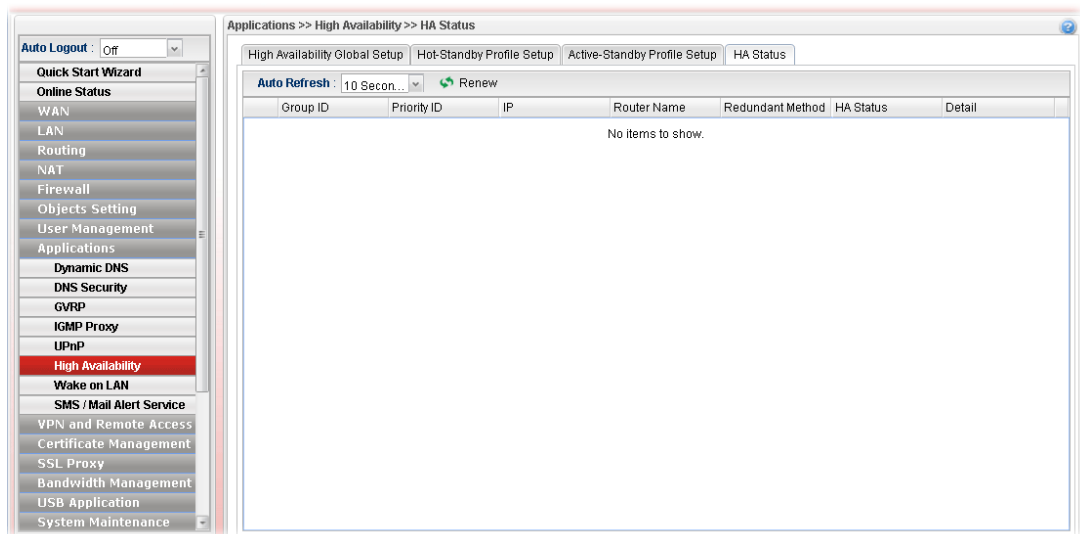 Applications >> High Availability >> HA Status
Auto Logout : Off
Quick Start Wizard
Online Status
WAN
LAN
Routing
NAT
Firewall
Objects Setting
User Management
Applications
Dynamic DNS
DNS Security
GVRP
IGMP Proxy
UPnP
High Availability
Wake on LAN
SMS / Mail Alert Service
VPN and Remote Access
Certificate Management
SSL Proxy
Bandwidth Management
USB Application
System Maintenance
High Availability Global Setup Hot-Standby Profile Setup Active-Standby Profile Setup HA Status
Auto Refresh : 10 Secon... Renew
Group ID Priority ID IP Router Name Redundant Method HA Status Detail
No items to show.